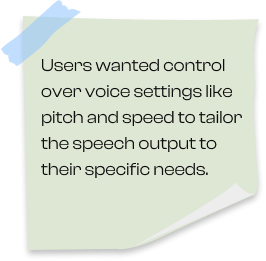 Users wanted control
over voice settings like
pitch and speed to tailor
the speech output to
their specific needs.